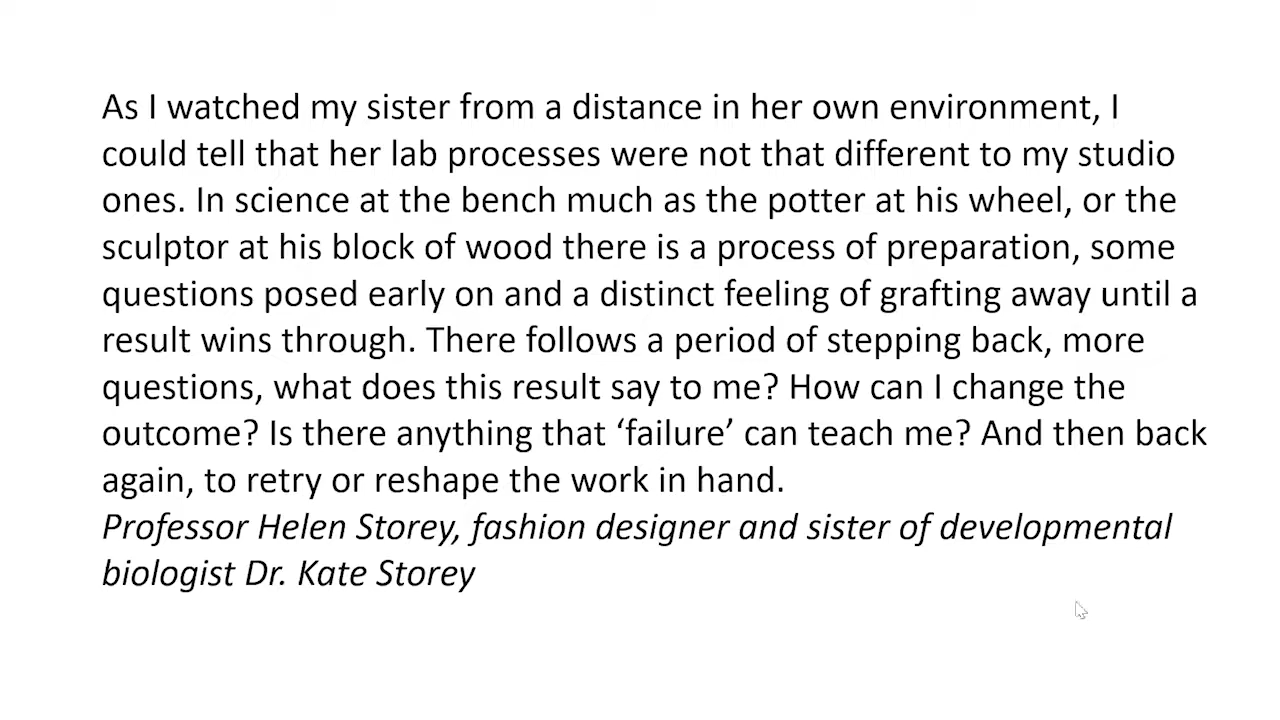 As I watched my sister from a distance in her own environment, I
could tell that her lab processes were not that different to my studio
ones. In science at the bench much as the potter at his wheel, or the
sculptor at his block of wood there is a process of preparation, some
questions posed early on and a distinct feeling of grafting away until a
result wins through. There follows a period of stepping back, more
questions, what does this result say to me? How can I change the
outcome? Is there anything that ‘failure’ can teach me? And then back
again, to retry or reshape the work in hand.
Professor Helen Storey, fashion designer and sister of developmental
biologist Dr. Kate Storey